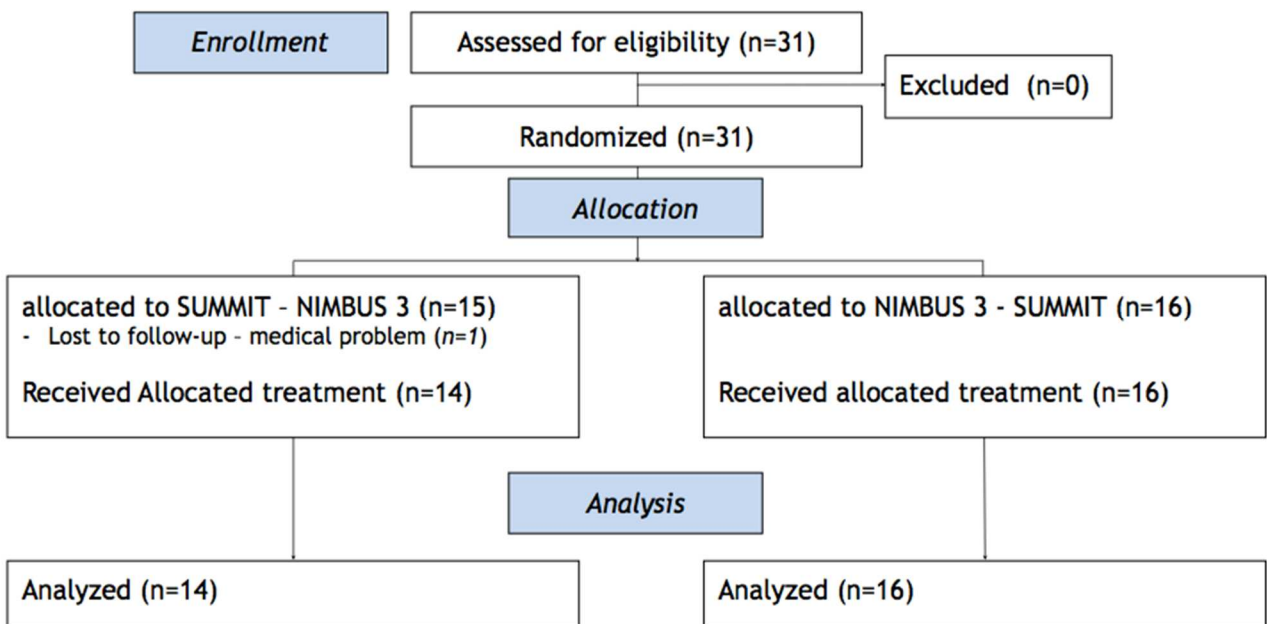 Enrollment
Assessed for eligibility (n=31)
Excluded (n=0)
Randomized (n=31)
Allocation
allocated to SUMMIT – NIMBUS 3 (n=15)
- Lost to follow-up – medical problem (n=1)
Received Allocated treatment (n=14)
allocated to NIMBUS 3 - SUMMIT (n=16)
Received allocated treatment (n=16)
Analysis
Analyzed (n=14)
Analyzed (n=16)